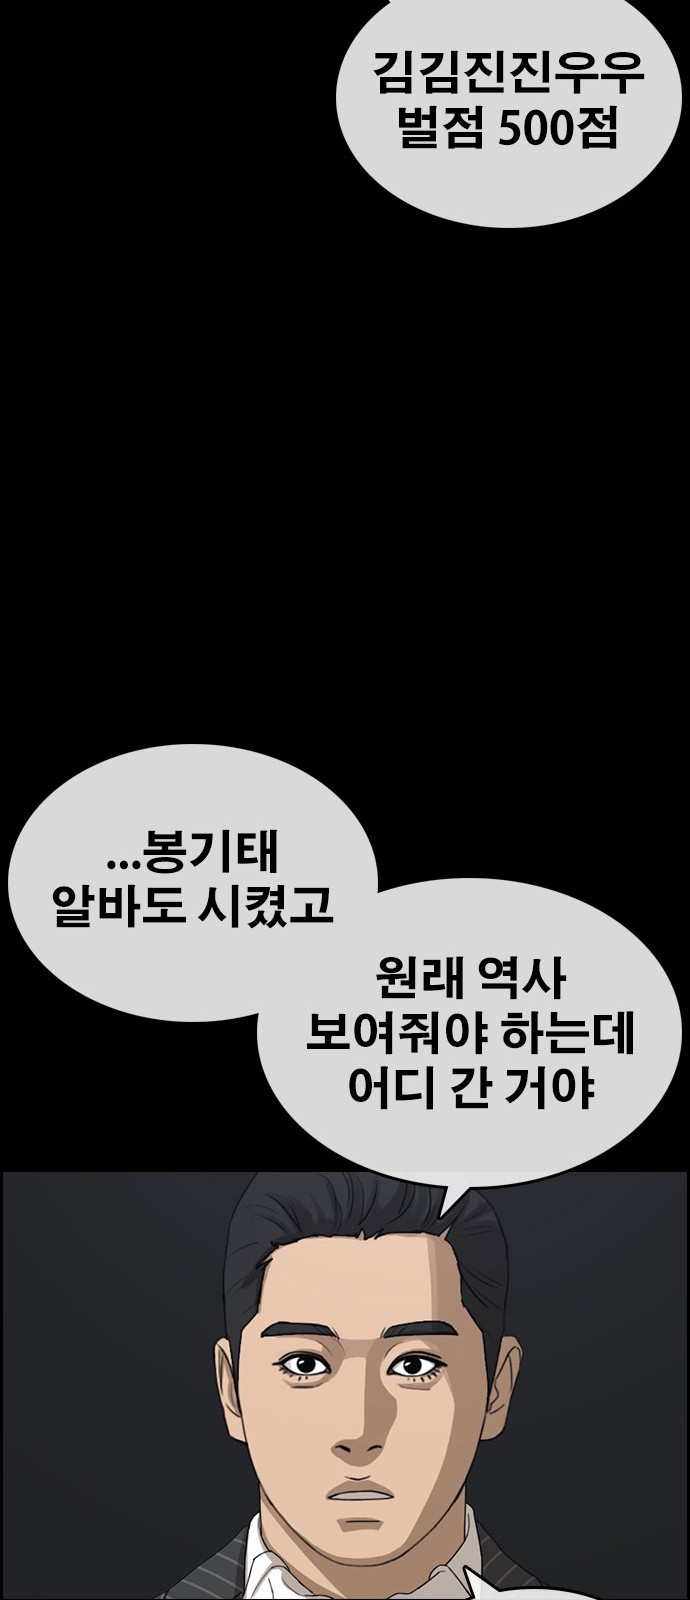 김김진진우우
벌점 500점
...봉기태
알바도 시켰고
원래 역사
보여줘야 하는데
어디 간 거야